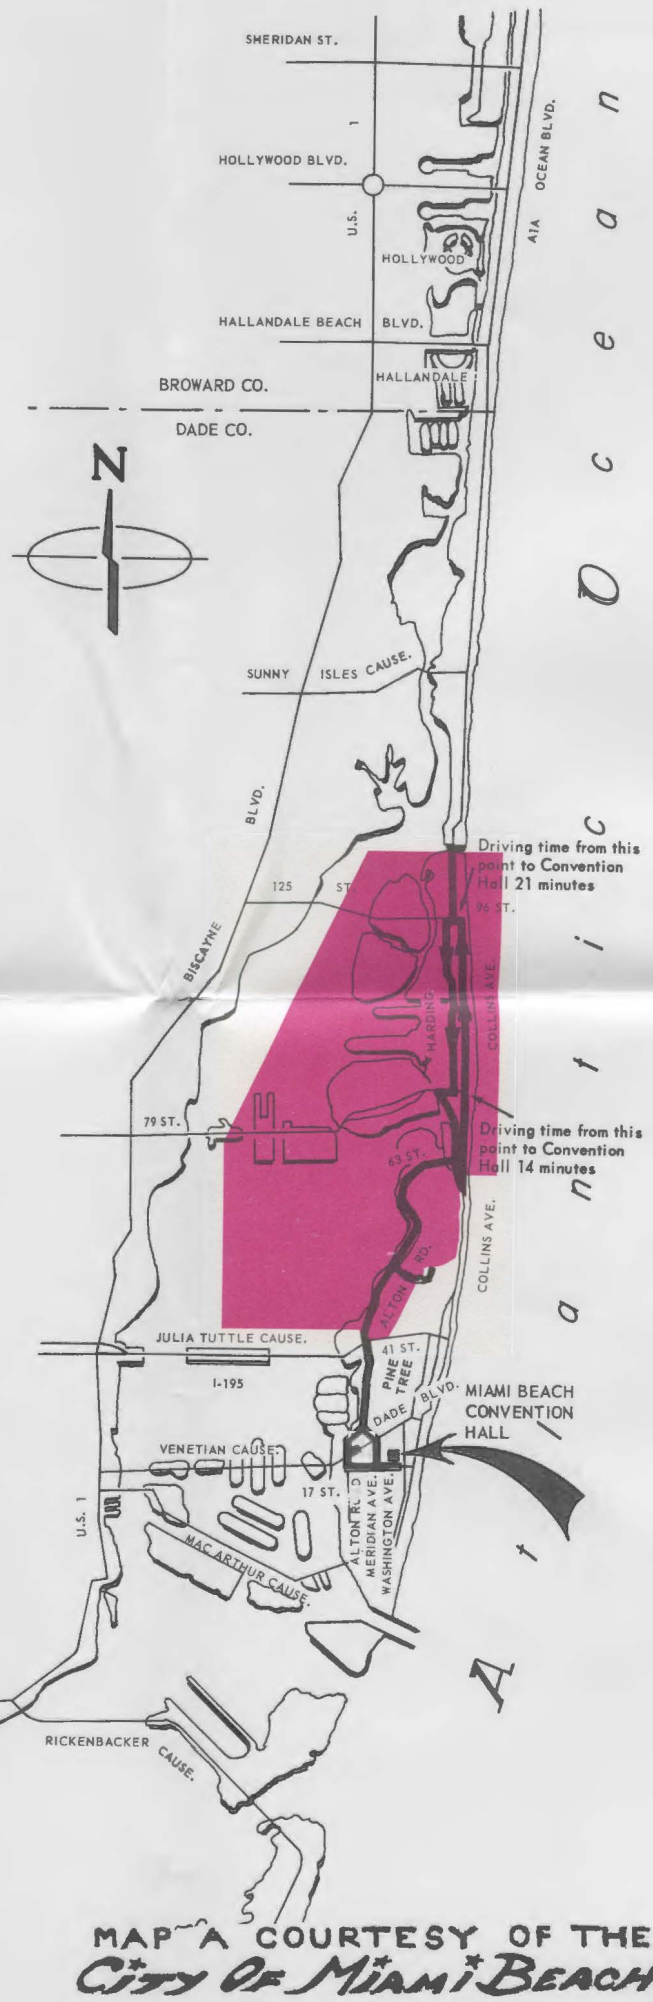 SHERIDAN ST.
1
HOLLYWOOD BLVD.
U.S.
OCEAN BLVD.
A1A
HOLLYWOOD
HALLANDALE BEACH BLVD.
HALLANDALE
BROWARD CO.
DADE CO.
N
SUNNY ISLES CAUSE.
BLVD.
BISCAYNE
Driving time from this
point to Convention
Hall 21 minutes
125 ST.
96 ST.
HARDING
COLLINS AVE.
79 ST.
Driving time from this
point to Convention
Hall 14 minutes
63 ST.
COLLINS AVE.
ALTON RD.
JULIA TUTTLE CAUSE.
41 ST.
I-195
PINE
TREE
DADE BLVD.
MIAMI BEACH
CONVENTION
HALL
VENETIAN CAUSE.
17 ST.
ALTON ROAD
MERIDIAN AVE.
WASHINGTON AVE.
U.S. 1
MAC ARTHUR CAUSE.
Atlantic Ocean
RICKENBACKER
CAUSE.
MAP A COURTESY OF THE
CITY OF MIAMI BEACH